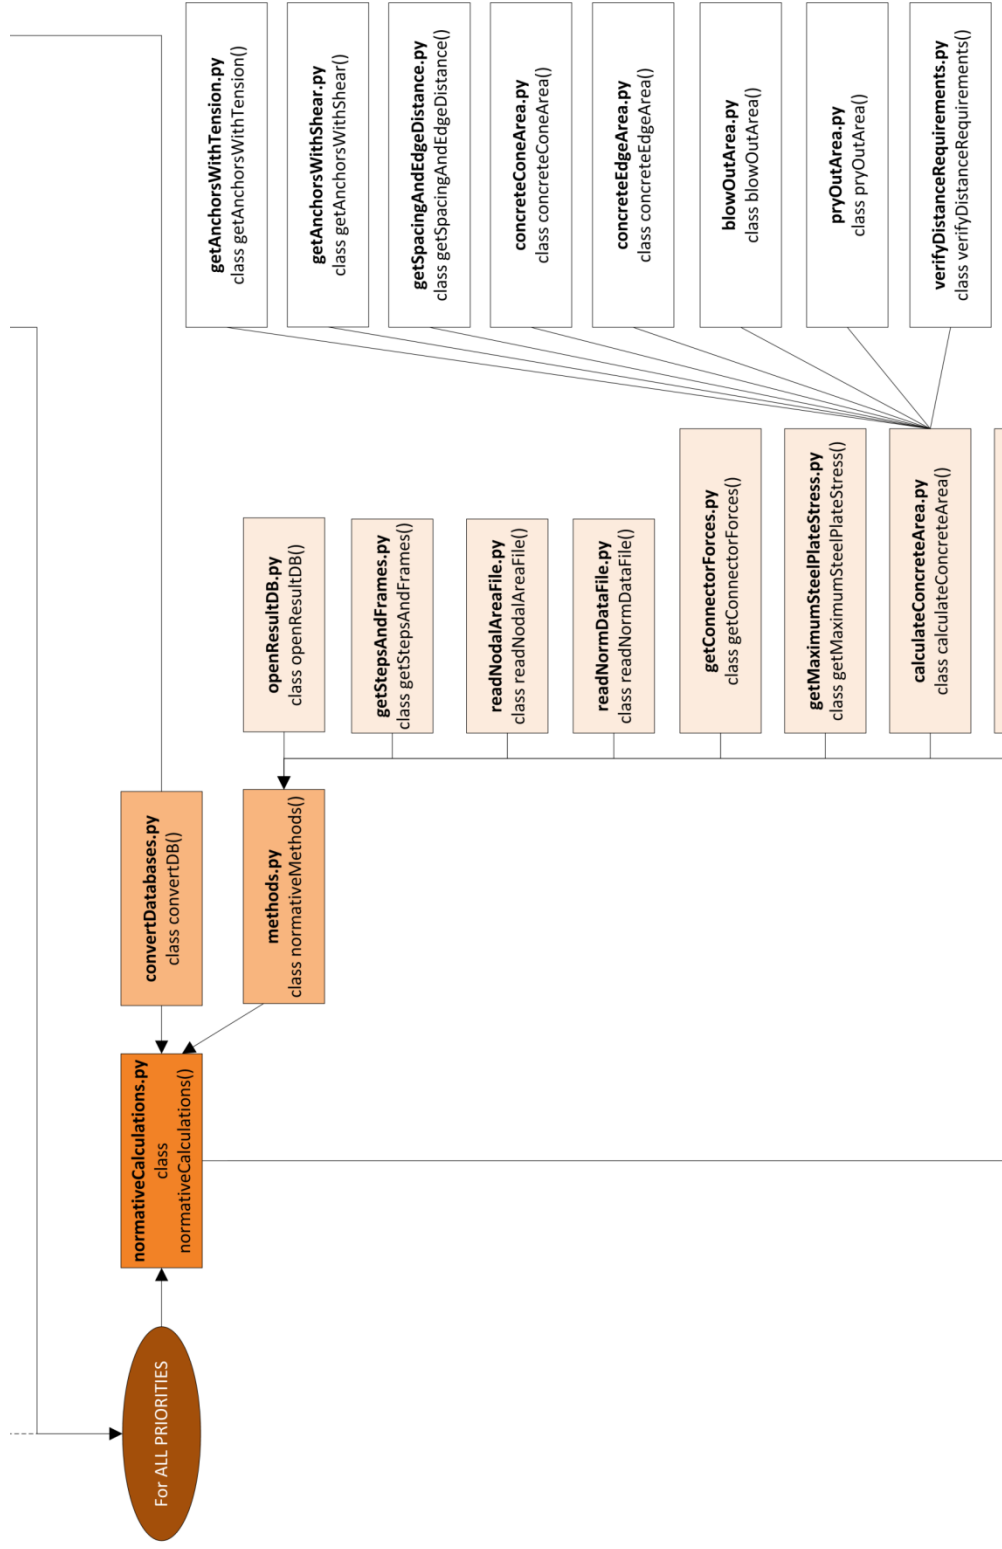 getAnchorsWithTension.py
class getAnchorsWithTension()
getAnchorsWithShear.py
class getAnchorsWithShear()
getSpacingAndEdgeDistance.py
class getSpacingAndEdgeDistance()
concreteConeArea.py
class concreteConeArea()
concreteEdgeArea.py
class concreteEdgeArea()
blowOutArea.py
class blowOutArea()
pryOutArea.py
class pryOutArea()
verifyDistanceRequirements.py
class verifyDistanceRequirements()
openResultDB.py
class openResultDB()
getStepsAndFrames.py
class getStepsAndFrames()
readNodalAreaFile.py
class readNodalAreaFile()
readNormDataFile.py
class readNormDataFile()
getConnectorForces.py
class getConnectorForces()
getMaximumSteelPlateStress.py
class getMaximumSteelPlateStress()
calculateConcreteArea.py
class calculateConcreteArea()
convertDatabases.py
class convertDB()
methods.py
class normativeMethods()
normativeCalculations.py
class
normativeCalculations()
For ALL PRIORITIES